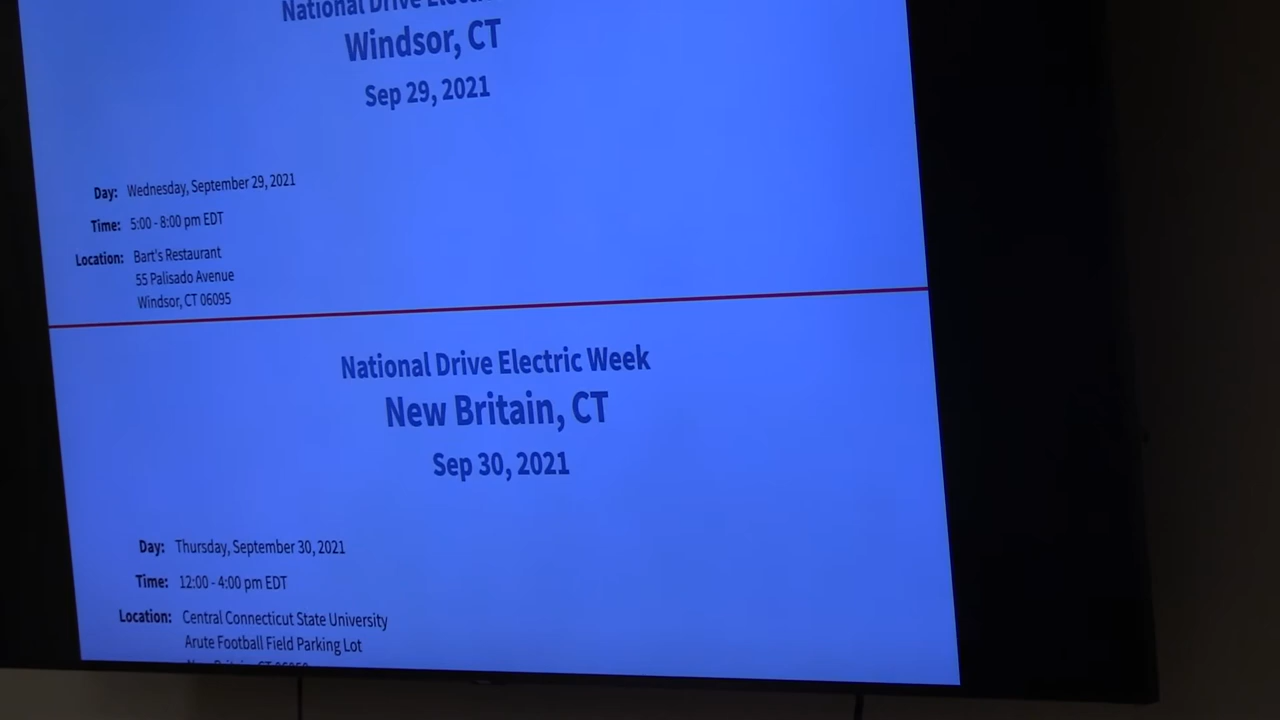 National Drive
Windsor, CT
Sep 29, 2021
Day: Wednesday, September 29, 2021
Time: 5:00 - 8:00 pm EDT
Location: Bart's Restaurant
55 Palisado Avenue
Windsor, CT 06095
National Drive Electric Week
New Britain, CT
Sep 30, 2021
Day: Thursday, September 30, 2021
Time: 12:00 - 4:00 pm EDT
Location: Central Connecticut State University
Arute Football Field Parking Lot